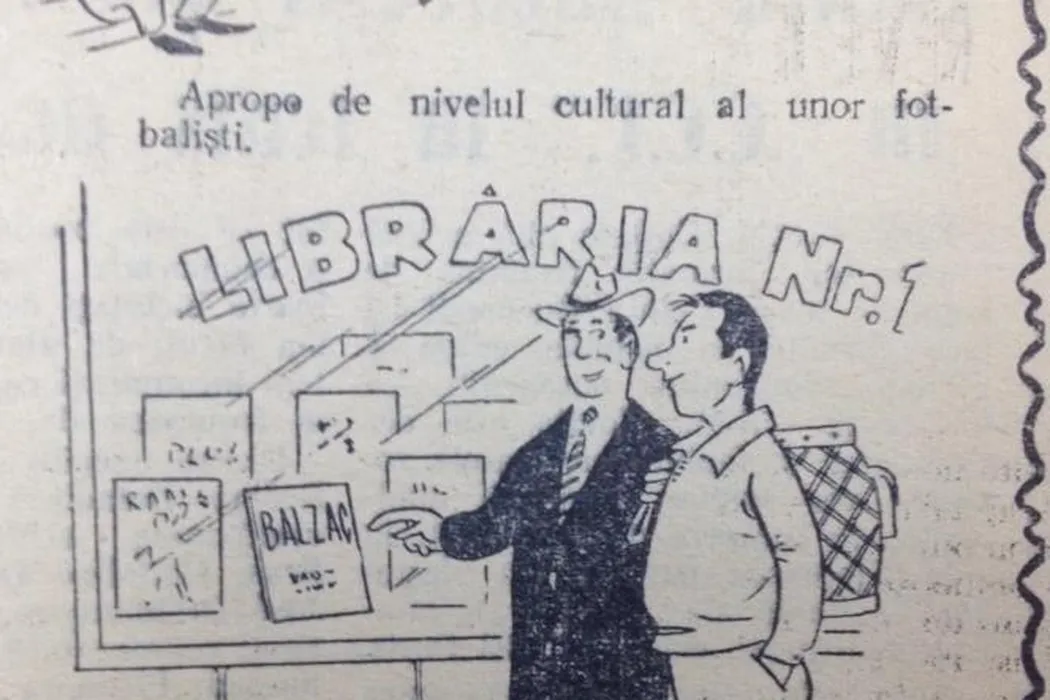 Apropo de nivelul cultural al unor fot-
baliști.
LIBRĂRIA Nr. 1
BALZAC